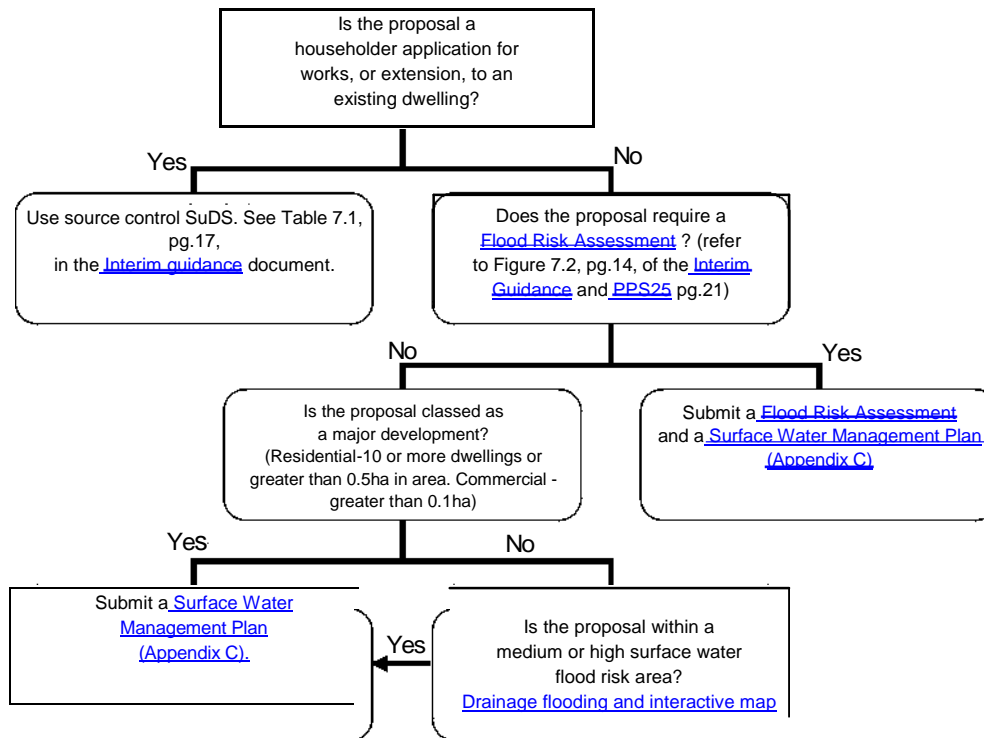 Is the proposal a
householder application for
works, or extension, to an
existing dwelling?
Yes
No
Use source control SuDS. See Table 7.1,
pg.17,
in the Interim guidance document.
Does the proposal require a
Flood Risk Assessment ? (refer
to Figure 7.2, pg.14, of the Interim
Guidance and PPS25 pg.21)
No
Yes
Is the proposal classed as
a major development?
(Residential-10 or more dwellings or
greater than 0.5ha in area. Commercial -
greater than 0.1ha)
Submit a Flood Risk Assessment
and a Surface Water Management Plan
(Appendix C)
Yes
No
Submit a Surface Water
Management Plan
(Appendix C).
Yes
Is the proposal within a
medium or high surface water
flood risk area?
Drainage flooding and interactive map